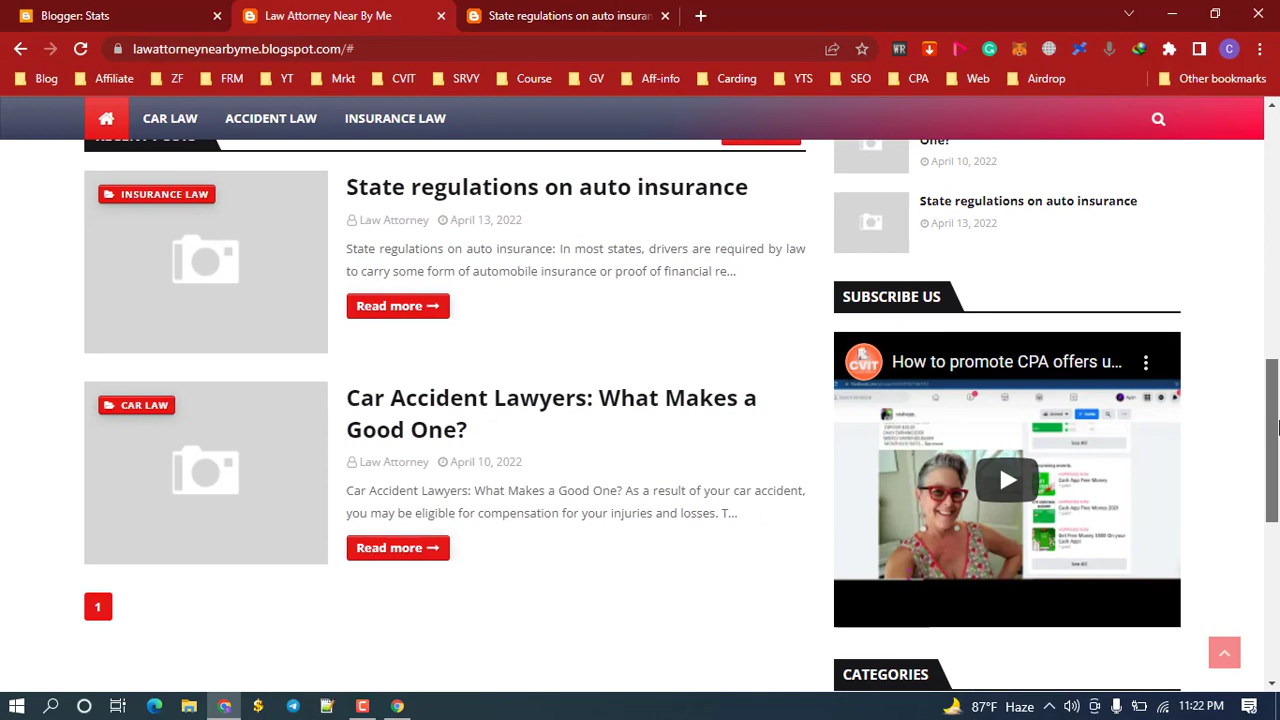 Blogger: Stats
Law Attorney Near by Me
State regulations on auto insuran
lawattorneynearbyme.blogspot.com/#
Blog
Affiliate
ZF
FRM
YT
Mrkt
CVIT
SRVY
Course
GV
Aff-info
Carding
YTS
SEO
CPA
Web
Airdrop
Other bookmarks
CAR LAW
ACCIDENT LAW
INSURANCE LAW
INSURANCE LAW
State regulations on auto insurance
Law Attorney April 13, 2022
State regulations on auto insurance: In most states, drivers are required by law
to carry some form of automobile insurance or proof of financial re...
Read more
CAR LAW
Car Accident Lawyers: What Makes a
Good One?
Law Attorney April 10, 2022
Car Accident Lawyers: What Makes a Good One? As a result of your car accident,
you may be eligible for compensation for your injuries and losses. T...
Read more
1
One?
April 10, 2022
State regulations on auto insurance
April 13, 2022
SUBSCRIBE US
CVIT
How to promote CPA offers u...
See All
See All
CATEGORIES
87°F Haze
11:22 PM